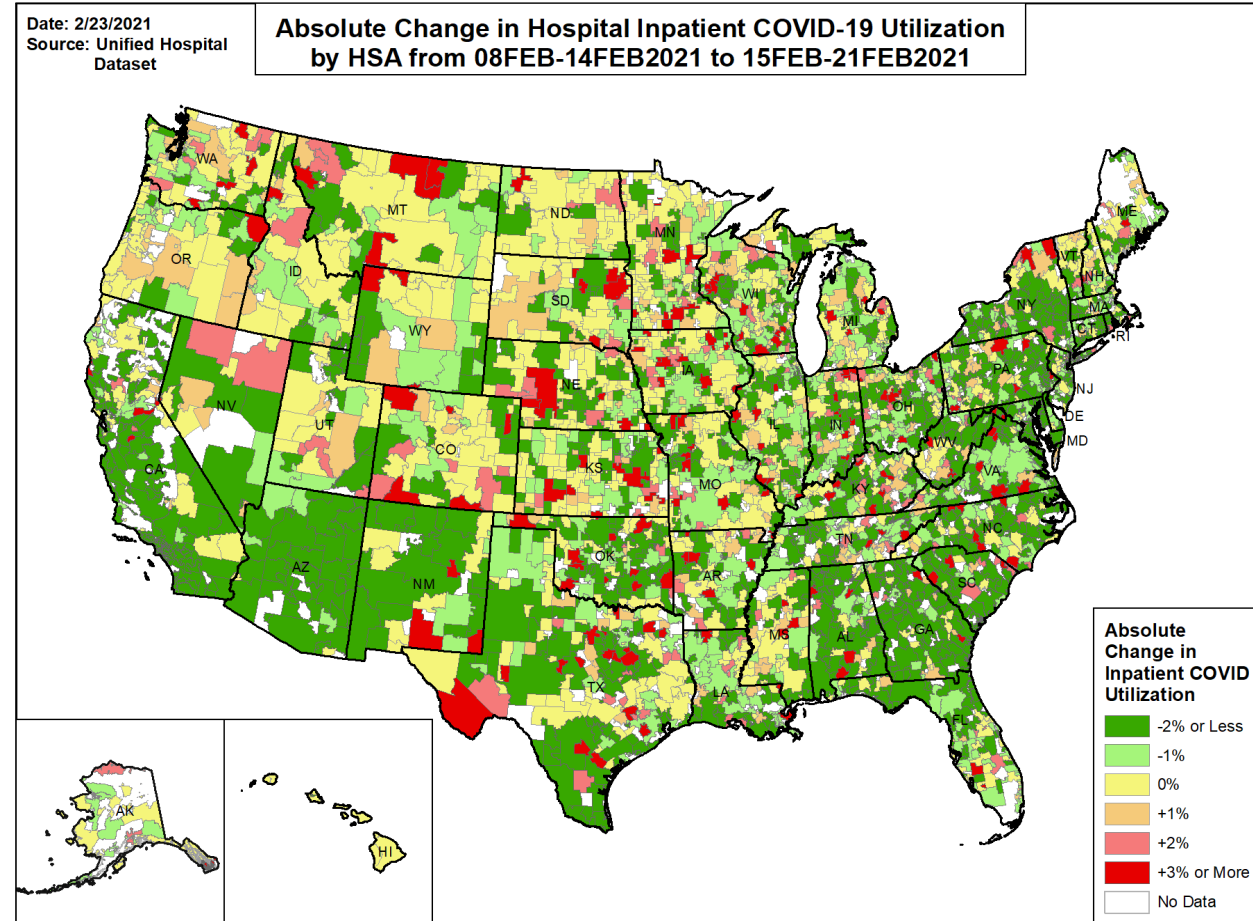 Date: 2/23/2021
Source: Unified Hospital
Dataset
Absolute Change in Hospital Inpatient COVID-19 Utilization
by HSA from 08FEB-14FEB2021 to 15FEB-21FEB2021
WA
MT
ND
MN
ME
OR
ID
SD
WI
MI
VT
NH
NY
MA
CT
RI
WY
IA
NE
PA
NJ
NV
UT
CO
IL
IN
OH
DE
MD
WV
CA
KS
MO
KY
VA
AZ
NM
OK
AR
TN
NC
SC
MS
AL
GA
TX
LA
FL
AK
HI
Absolute
Change in
Inpatient COVID
Utilization
-2% or Less
-1%
0%
+1%
+2%
+3% or More
No Data